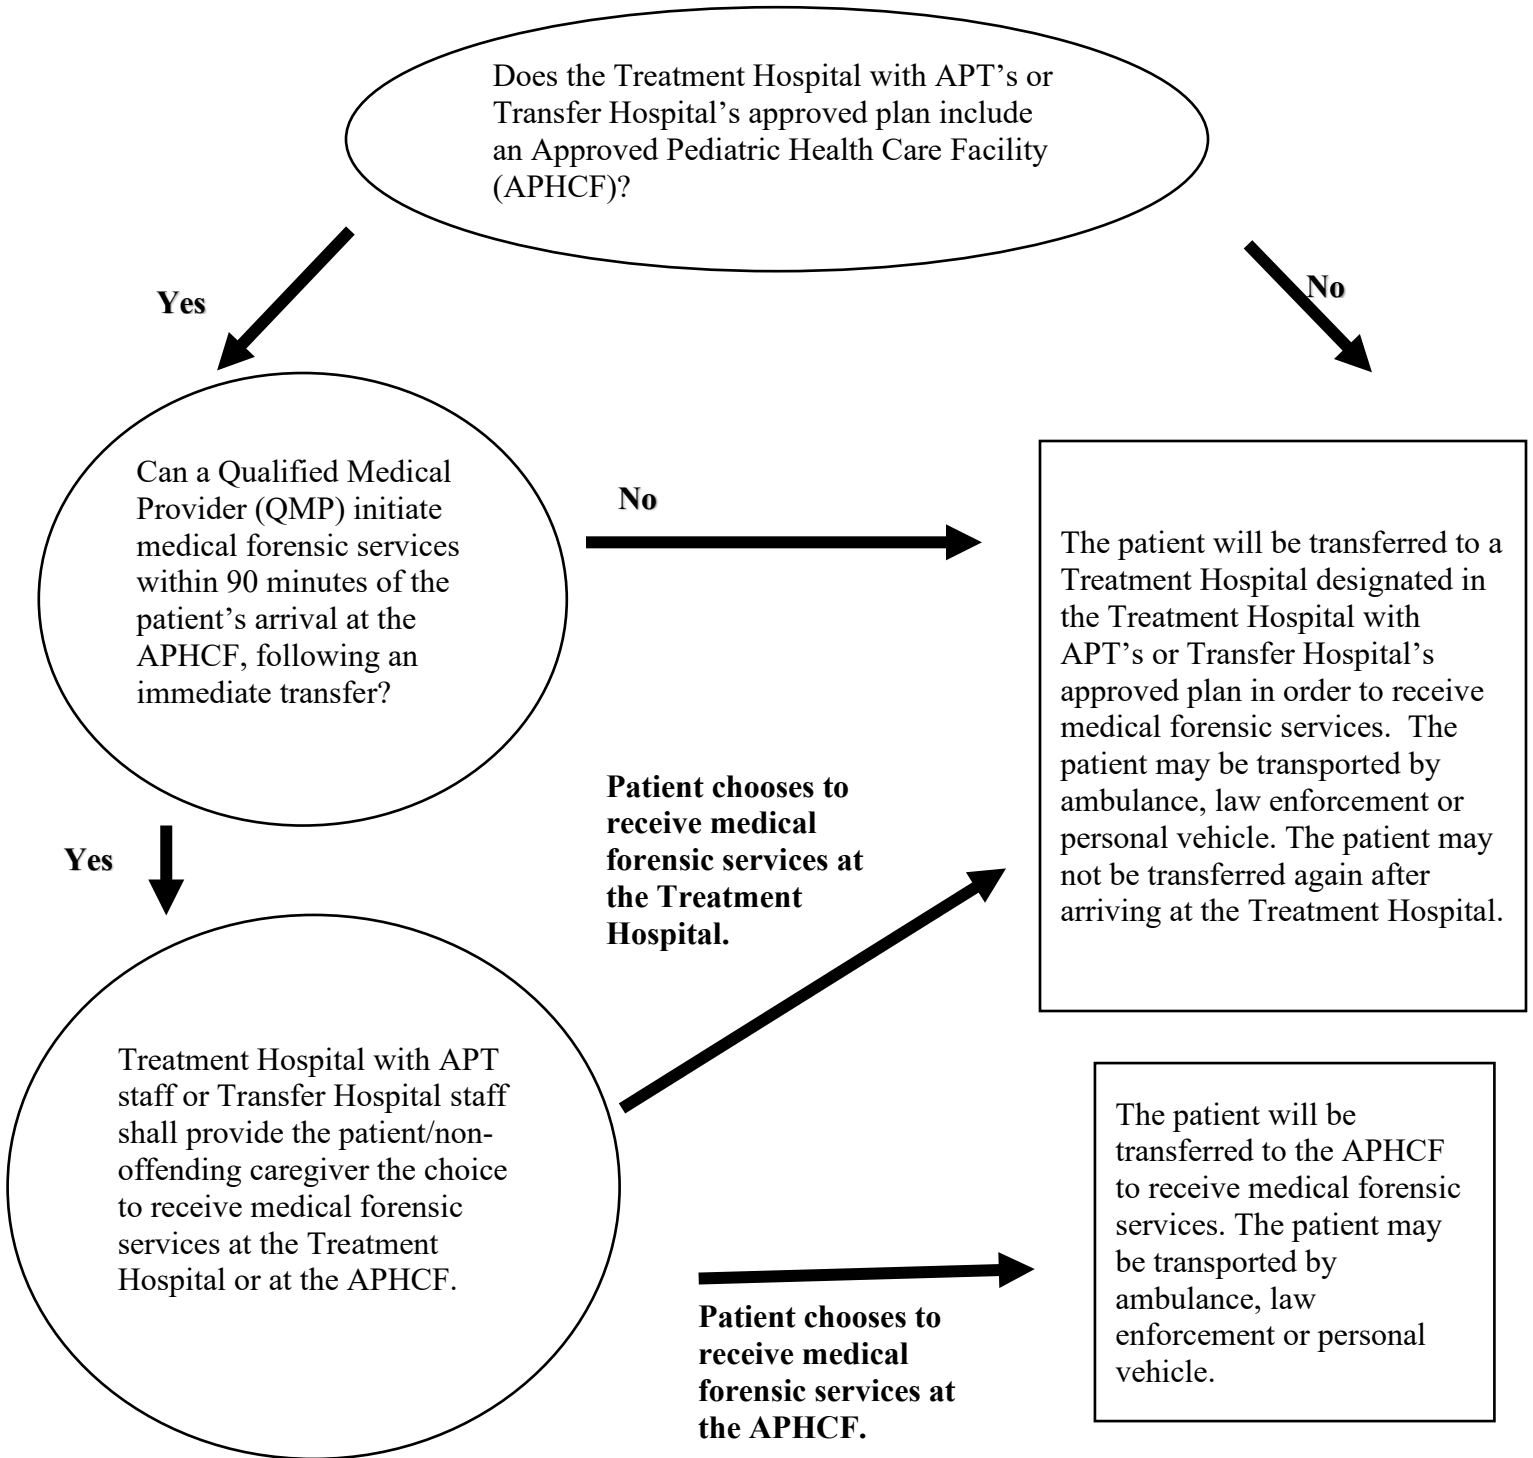 Does the Treatment Hospital with APT’s or
Transfer Hospital’s approved plan include
an Approved Pediatric Health Care Facility
(APHCF)?
Yes
No
Can a Qualified Medical
Provider (QMP) initiate
medical forensic services
within 90 minutes of the
patient’s arrival at the
APHCF, following an
immediate transfer?
No
The patient will be transferred to a
Treatment Hospital designated in
the Treatment Hospital with
APT’s or Transfer Hospital’s
approved plan in order to receive
medical forensic services.  The
patient may be transported by
ambulance, law enforcement or
personal vehicle. The patient may
not be transferred again after
arriving at the Treatment Hospital.
Yes
Patient chooses to
receive medical
forensic services at
the Treatment
Hospital.
Treatment Hospital with APT
staff or Transfer Hospital staff
shall provide the patient/non-
offending caregiver the choice
to receive medical forensic
services at the Treatment
Hospital or at the APHCF.
Patient chooses to
receive medical
forensic services at
the APHCF.
The patient will be
transferred to the APHCF
to receive medical forensic
services. The patient may
be transported by
ambulance, law
enforcement or personal
vehicle.